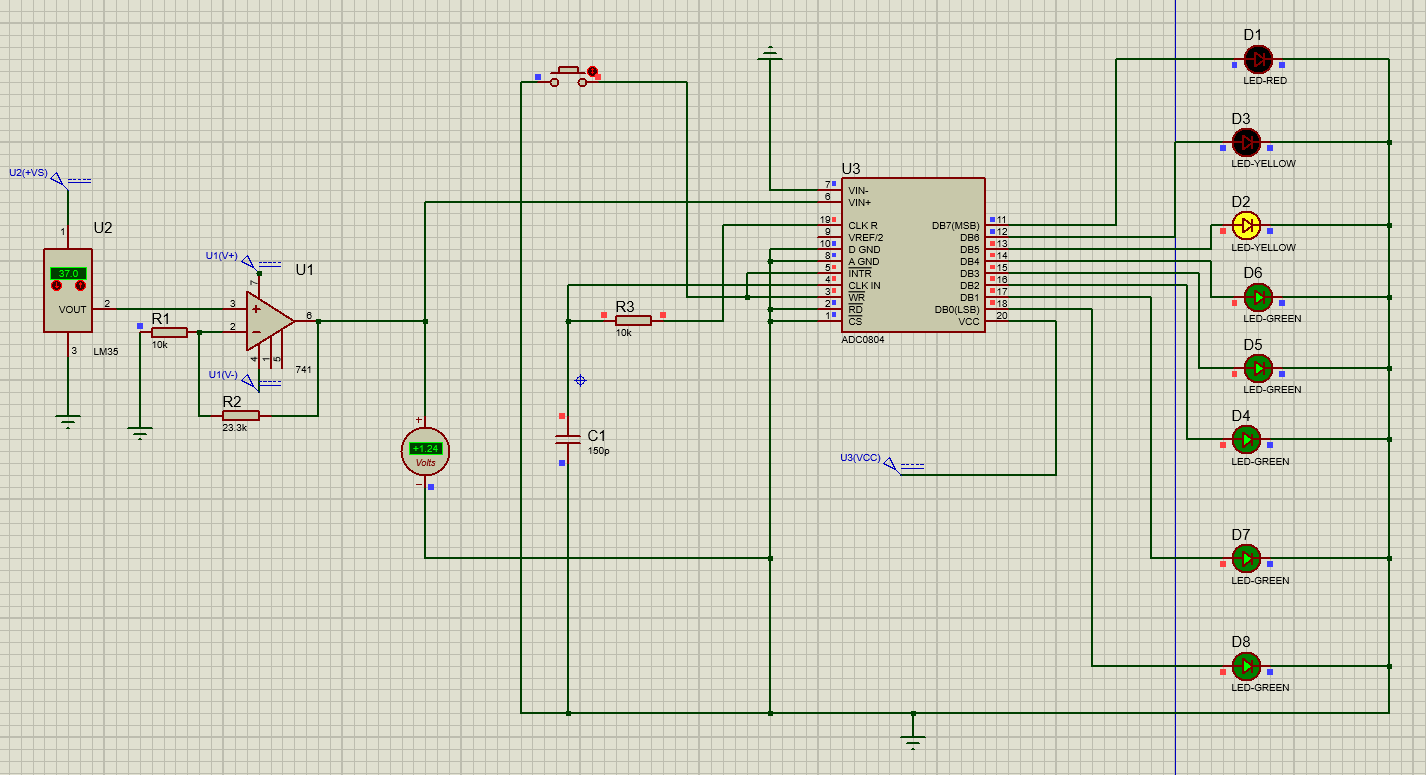 U2(+VS)
1
U2
37.0
VOUT
2
3
LM35
R1
10k
U1(V+)
U1
7
3
2
6
4
1
5
741
U1(V-)
R2
23.3k
+
+1.24
Volts
−
R3
10k
C1
150p
U3
7
VIN-
6
VIN+
19
CLK R
9
VREF/2
10
D GND
8
A GND
5
INTR
4
CLK IN
3
WR
2
RD
1
CS
DB7(MSB)
11
DB6
12
DB5
13
DB4
14
DB3
15
DB2
16
DB1
17
DB0(LSB)
18
VCC
20
ADC0804
U3(VCC)
D1
LED-RED
D3
LED-YELLOW
D2
LED-YELLOW
D6
LED-GREEN
D5
LED-GREEN
D4
LED-GREEN
D7
LED-GREEN
D8
LED-GREEN